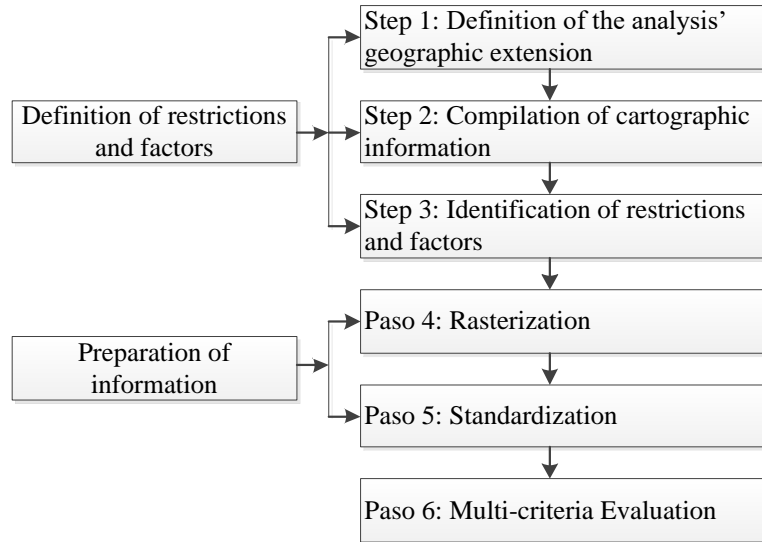 Step 1: Definition of the analysis’
geographic extension
Definition of restrictions
and factors
Step 2: Compilation of cartographic
information
Step 3: Identification of restrictions
and factors
Preparation of
information
Paso 4: Rasterization
Paso 5: Standardization
Paso 6: Multi-criteria Evaluation